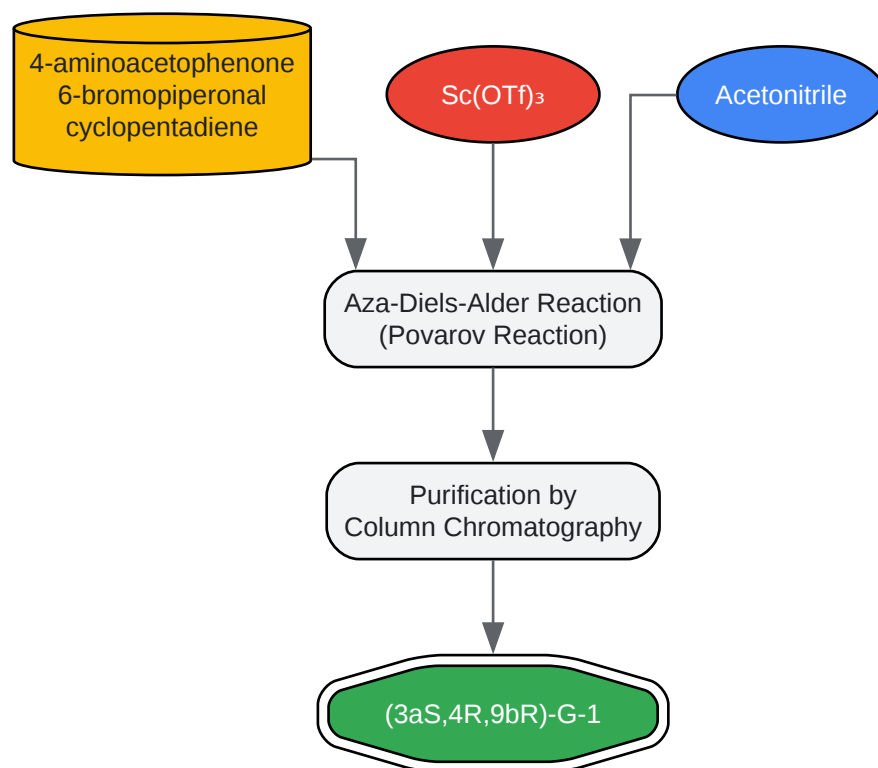 4-aminoacetophenone
6-bromopiperonal
cyclopentadiene
Sc(OTf)₃
Acetonitrile
Aza-Diels-Alder Reaction
(Povarov Reaction)
Purification by
Column Chromatography
(3aS,4R,9bR)-G-1